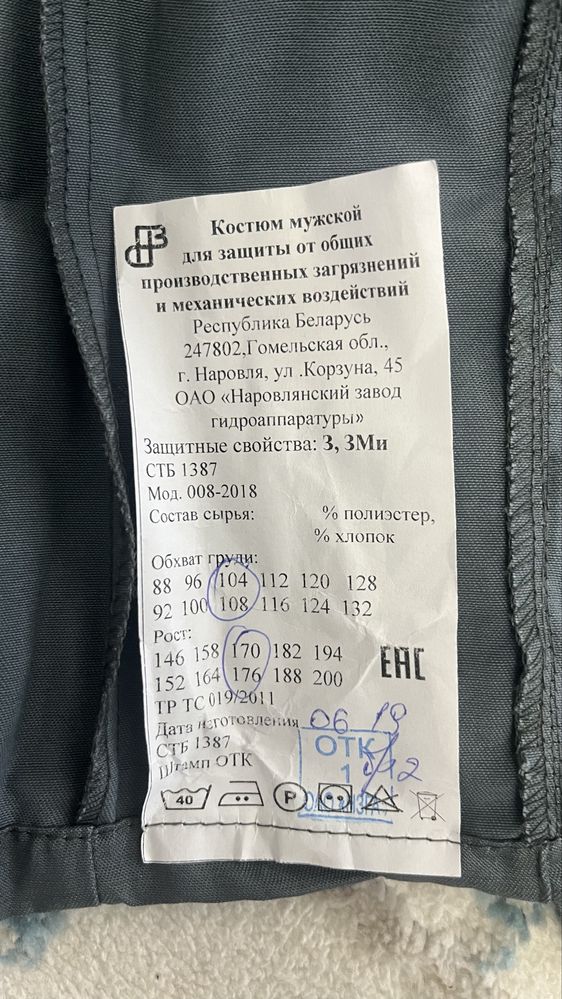 Костюм мужской
для защиты от общих
производственных загрязнений
и механических воздействий
Республика Беларусь
247802,Гомельская обл.,
г. Наровля, ул .Корзуна, 45
ОАО «Наровлянский завод
гидроаппаратуры»
Защитные свойства: З, ЗМи
СТБ 1387
Мод. 008-2018
Состав сырья: % полиэстер,
% хлопок
Обхват груди:
88 96 104 112 120 128
92 100 108 116 124 132
Рост:
146 158 170 182 194
152 164 176 188 200
EAC
ТР ТС 019/2011
Дата изготовления 06 19
СТБ 1387
Штамп ОТК
ОТК
1
40
P